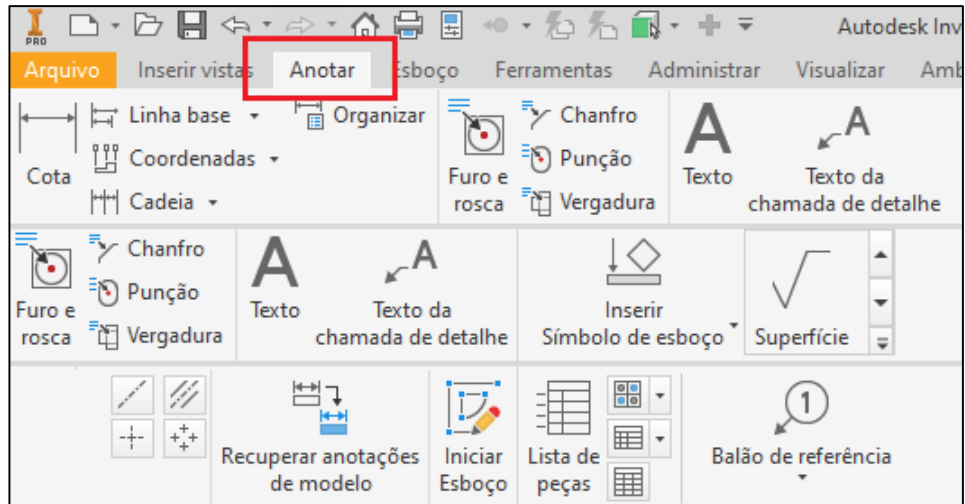 PRO
Autodesk Inv
Arquivo Inserir vistas Anotar Esboço Ferramentas Administrar Visualizar Amb
Linha base Organizar Chanfro
Coordenadas Punção
Cota Furo e Texto Texto da
Cadeia rosca Vergadura chamada de detalhe
Chanfro
Punção
Furo e Texto Texto da Inserir
rosca Vergadura chamada de detalhe Símbolo de esboço Superfície
1
Recuperar anotações Iniciar Lista de Balão de referência
de modelo Esboço peças